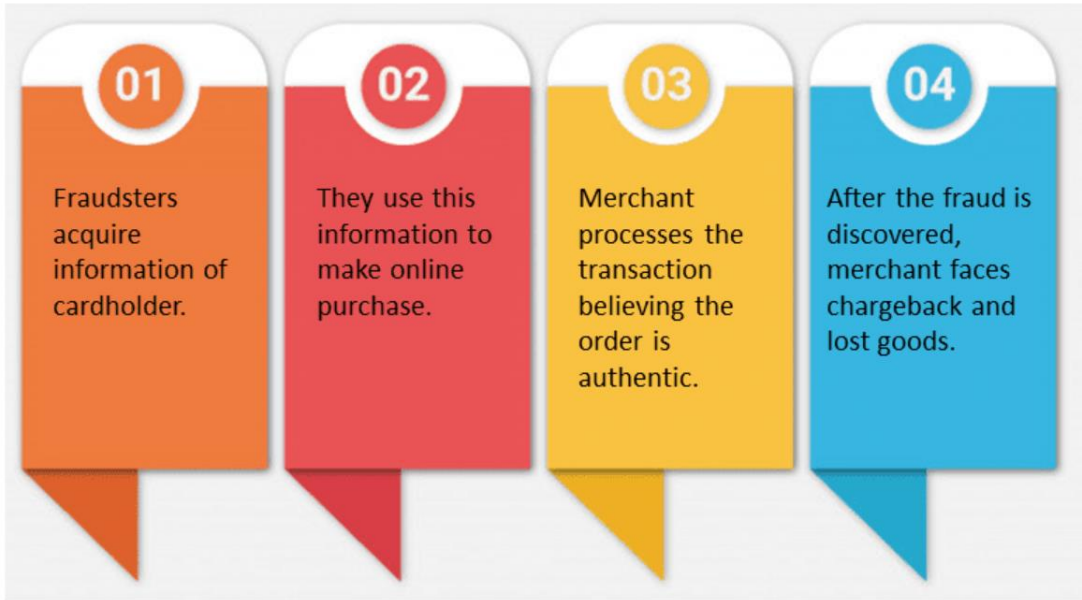 01
Fraudsters
acquire
information of
cardholder.
02
They use this
information to
make online
purchase.
03
Merchant
processes the
transaction
believing the
order is
authentic.
04
After the fraud is
discovered,
merchant faces
chargeback and
lost goods.